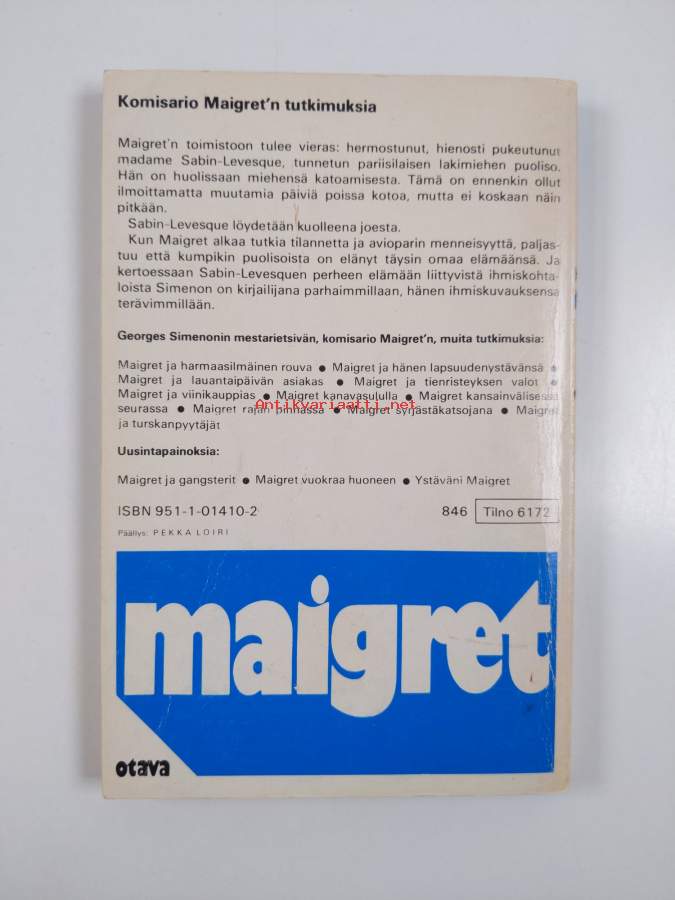 Komisario Maigret'n tutkimuksia
Maigret'n toimistoon tulee vieras: hermostunut, hienosti pukeutunut
madame Sabin-Levesque, tunnetun pariisilaisen lakimiehen puoliso.
Hän on huolissaan miehensä katoamisesta. Tämä on ennenkin ollut
ilmoittamatta muutamia päiviä poissa kotoa, mutta ei koskaan näin
pitkään.
Sabin-Levesque löydetään kuolleena joesta.
Kun Maigret alkaa tutkia tilannetta ja avioparin menneisyyttä, paljas-
tuu että kumpikin puolisoista on elänyt täysin omaa elämäänsä. Ja
kertoessaan Sabin-Levesquen perheen elämään liittyvistä ihmiskohta-
loista Simenon on kirjailijana parhaimmillaan, hänen ihmiskuvauksensa
terävimmillään.
Georges Simenonin mestarietsivän, komisario Maigret'n, muita tutkimuksia:
Maigret ja harmaasilmäinen rouva ● Maigret ja hänen lapsuudenystävänsä ●
Maigret ja lauantaipäivän asiakas ● Maigret ja tienristeyksen valot ●
Maigret ja viinikauppias ● Maigret kanavasululla ● Maigret kansainvälisessä
Antikvariaatti.net
seurassa ● Maigret rajan pinnassa ● Maigret syrjästäkatsojana ● Maigret
ja turskanpyytäjät
Uusintapainoksia:
Maigret ja gangsterit ● Maigret vuokraa huoneen ● Ystäväni Maigret
ISBN 951-1-01410-2 846 Tilno 6172
Päällys: PEKKA LOIRI
maigret
otava